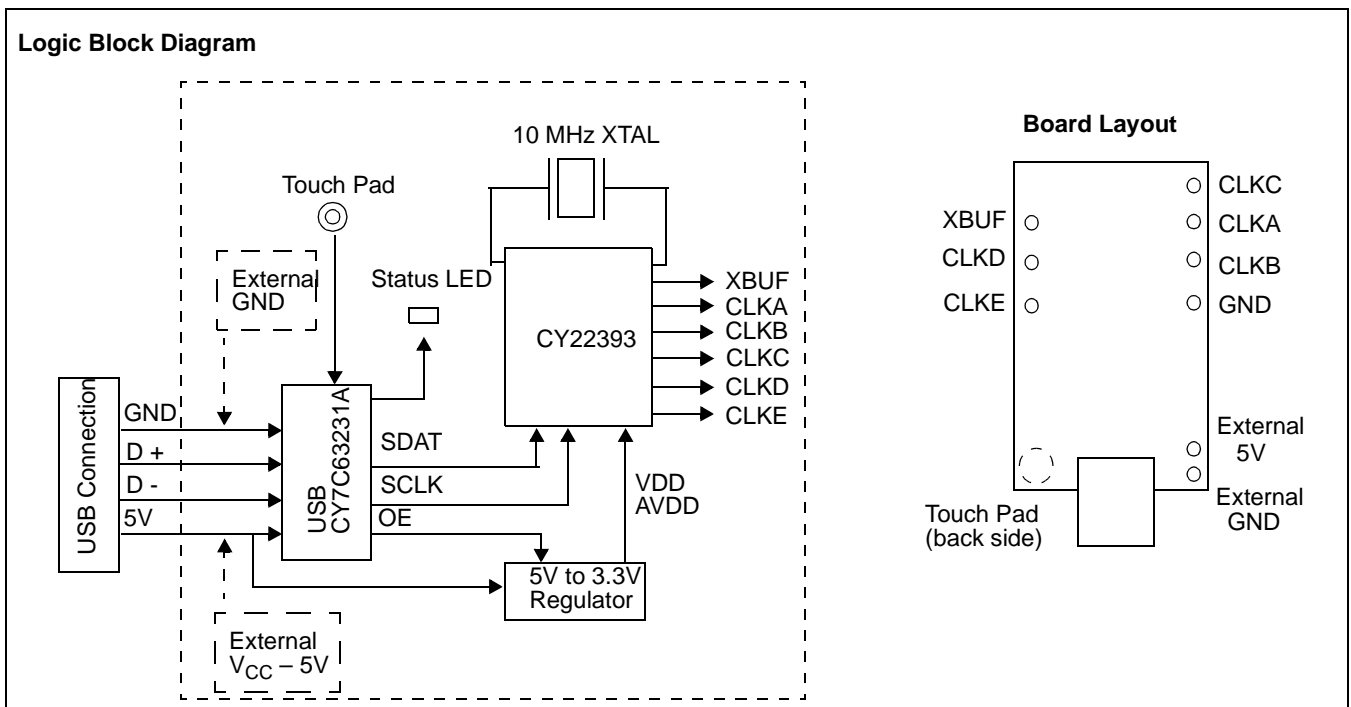 Logic Block Diagram
10 MHz XTAL
Touch Pad
External
GND
Status LED
CY22393
XBUF
CLKA
CLKB
CLKC
CLKD
CLKE
USB Connection
GND
D +
D -
5V
USB
CY7C63231A
SDAT
SCLK
OE
VDD
AVDD
5V to 3.3V
Regulator
External
VCC – 5V
Board Layout
XBUF
CLKD
CLKE
CLKC
CLKA
CLKB
GND
External
5V
External
GND
Touch Pad
(back side)